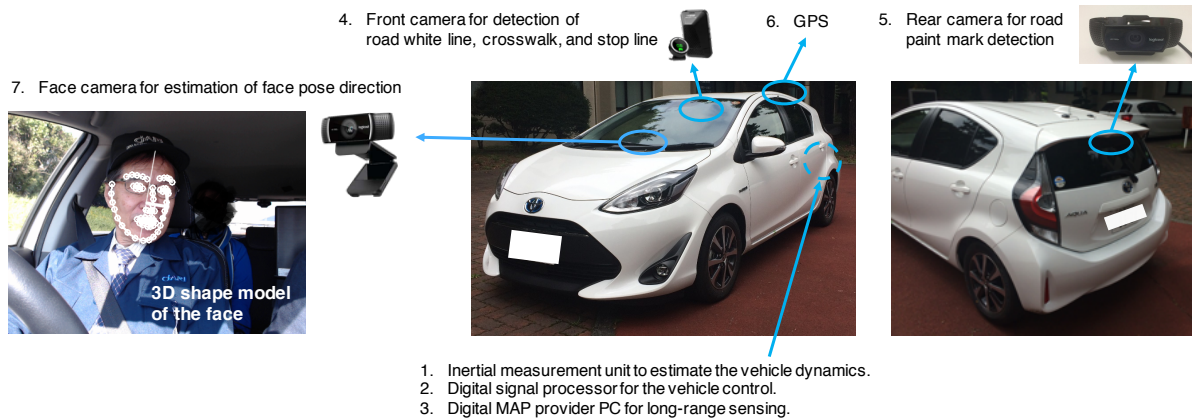 4. Front camera for detection of
road white line, crosswalk, and stop line
6. GPS
5. Rear camera for road
paint mark detection
7. Face camera for estimation of face pose direction
3D shape model
of the face
AQUA
1. Inertial measurement unit to estimate the vehicle dynamics.
2. Digital signal processor for the vehicle control.
3. Digital MAP provider PC for long-range sensing.